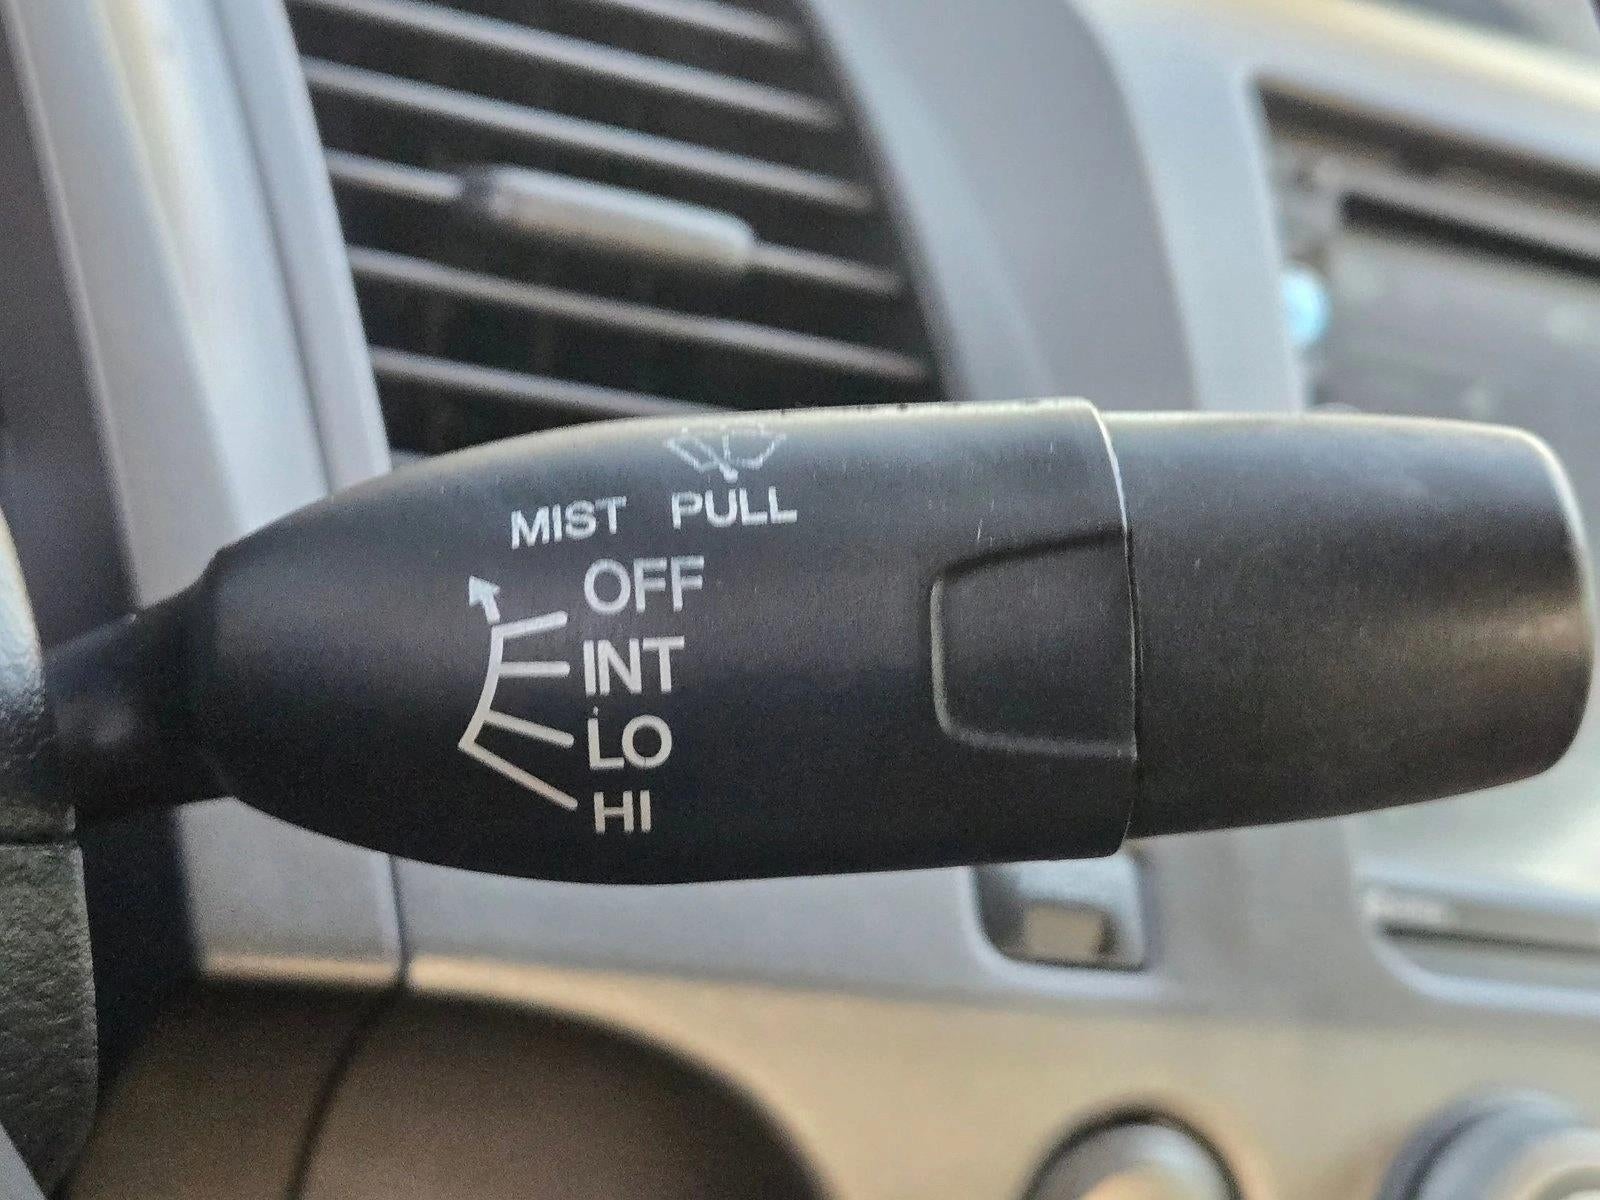 MIST PULL
OFF
INT
LO
HI